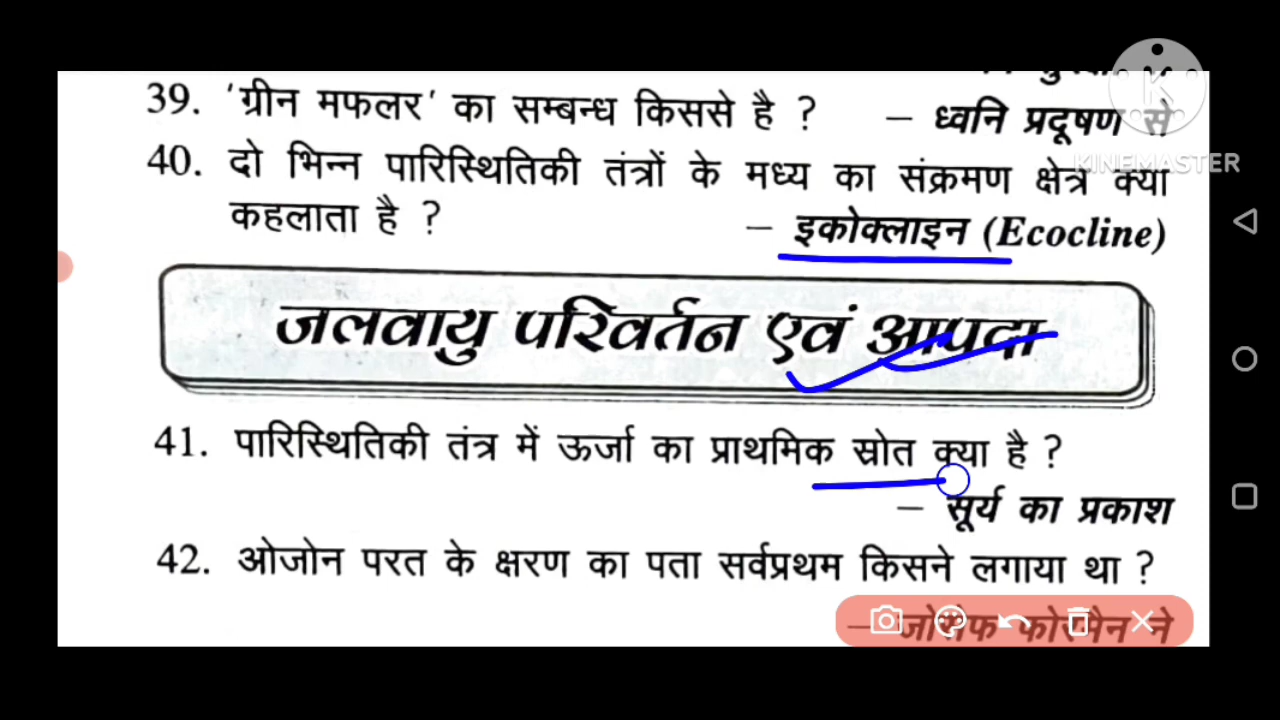 39. 'ग्रीन मफलर' का सम्बन्ध किससे है ? – ध्वनि प्रदूषण से
KINEMASTER
40. दो भिन्न पारिस्थितिकी तंत्रों के मध्य का संक्रमण क्षेत्र क्या
कहलाता है ? – इकोक्लाइन (Ecocline)
जलवायु परिवर्तन एवं आपदा
41. पारिस्थितिकी तंत्र में ऊर्जा का प्राथमिक स्रोत क्या है ?
– सूर्य का प्रकाश
42. ओजोन परत के क्षरण का पता सर्वप्रथम किसने लगाया था ?
– जोसेफ फोरमैन ने